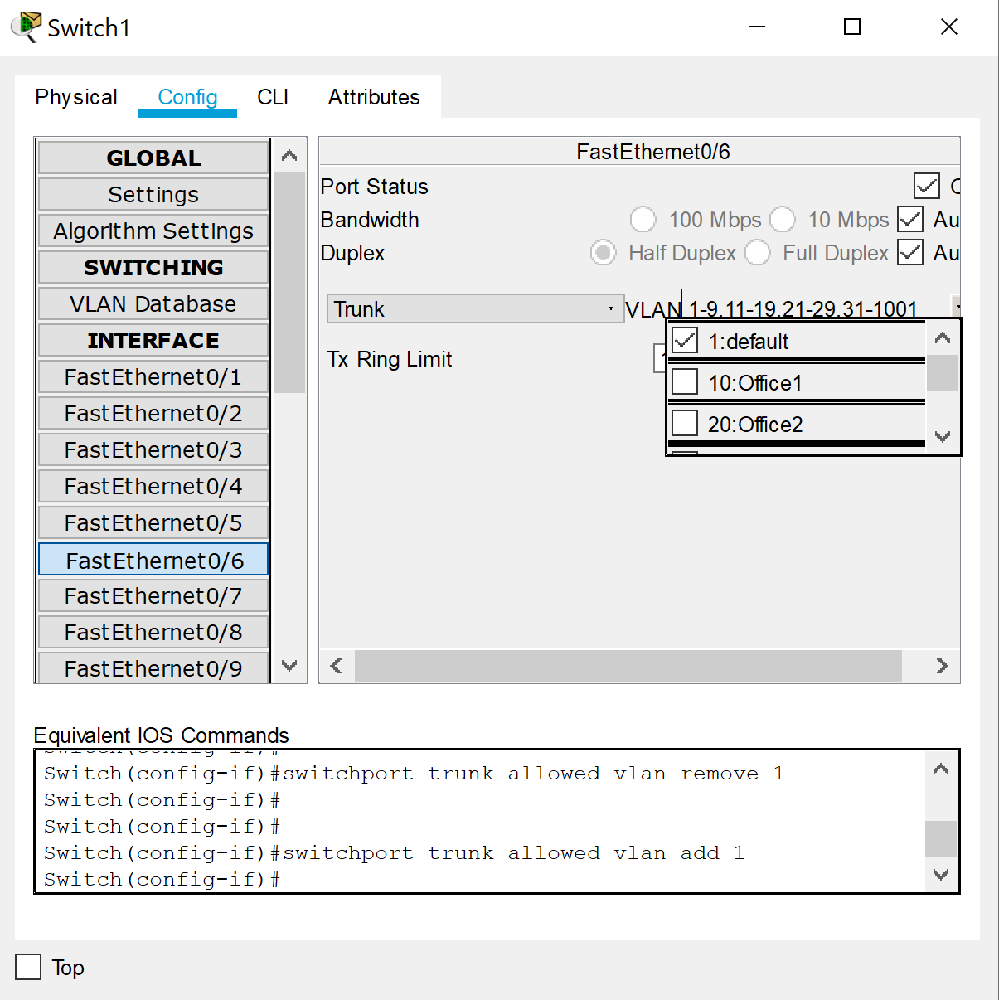 Switch1
Physical Config CLI Attributes
GLOBAL
Settings
Algorithm Settings
SWITCHING
VLAN Database
INTERFACE
FastEthernet0/1
FastEthernet0/2
FastEthernet0/3
FastEthernet0/4
FastEthernet0/5
FastEthernet0/6
FastEthernet0/7
FastEthernet0/8
FastEthernet0/9
FastEthernet0/6
Port Status
Bandwidth 100 Mbps 10 Mbps Au
Duplex Half Duplex Full Duplex Au
Trunk VLAN 1-9,11-19,21-29,31-1001
1:default
Tx Ring Limit
10:Office1
20:Office2
Equivalent IOS Commands
Switch(config-if)#
Switch(config-if)#switchport trunk allowed vlan remove 1
Switch(config-if)#
Switch(config-if)#
Switch(config-if)#switchport trunk allowed vlan add 1
Switch(config-if)#
Top